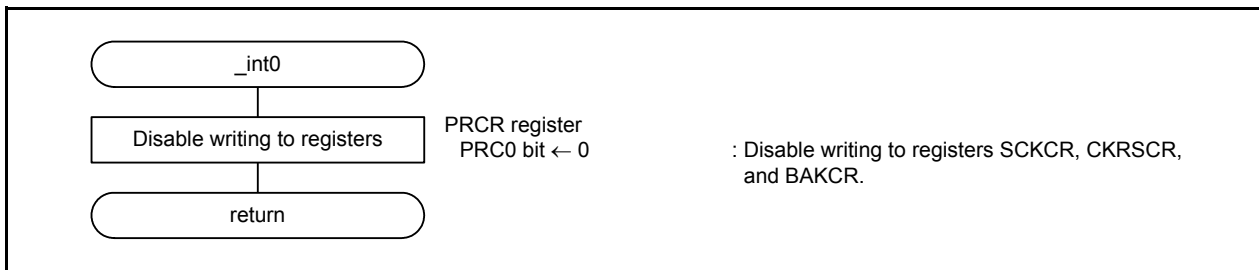 _int0
Disable writing to registers
PRCR register
PRC0 bit ← 0
: Disable writing to registers SCKCR, CKRSCR,
and BAKCR.
return